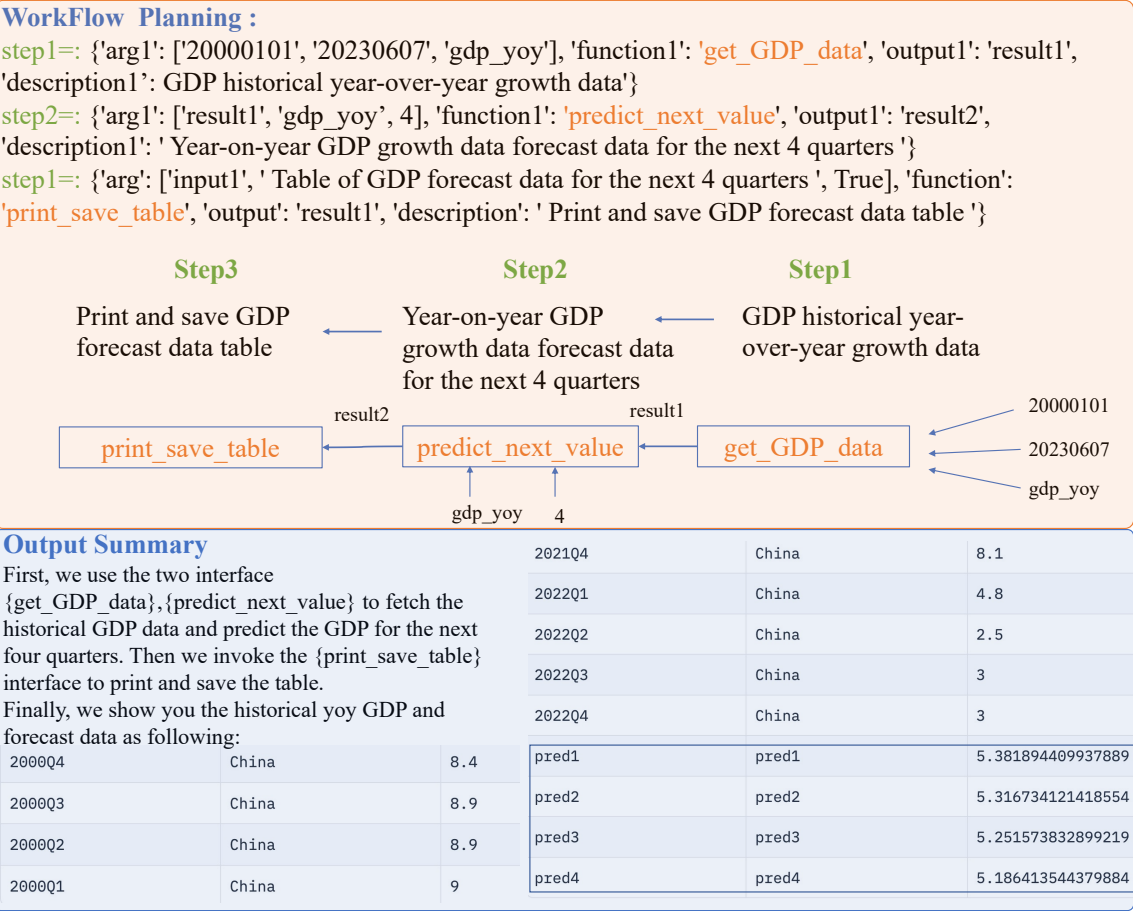 WorkFlow  Planning :
step1=: {'arg1': ['20000101', '20230607', 'gdp_yoy'], 'function1': 'get_GDP_data', 'output1': 'result1',
'description1’: GDP historical year-over-year growth data'}
step2=: {'arg1': ['result1', 'gdp_yoy’, 4], 'function1': 'predict_next_value', 'output1': 'result2',
'description1': ' Year-on-year GDP growth data forecast data for the next 4 quarters '}
step1=: {'arg': ['input1', ' Table of GDP forecast data for the next 4 quarters ', True], 'function':
'print_save_table', 'output': 'result1', 'description': ' Print and save GDP forecast data table '}
Step3 Step2 Step1
Print and save GDP
forecast data table
Year-on-year GDP
growth data forecast data
for the next 4 quarters
GDP historical year-
over-year growth data
result2 result1
print_save_table predict_next_value get_GDP_data
20000101
20230607
gdp_yoy
gdp_yoy 4
Output Summary
First, we use the two interface
{get_GDP_data},{predict_next_value} to fetch the
historical GDP data and predict the GDP for the next
four quarters. Then we invoke the {print_save_table}
interface to print and save the table.
Finally, we show you the historical yoy GDP and
forecast data as following:
2000Q4 China 8.4
2000Q3 China 8.9
2000Q2 China 8.9
2000Q1 China 9
2021Q4 China 8.1
2022Q1 China 4.8
2022Q2 China 2.5
2022Q3 China 3
2022Q4 China 3
pred1 pred1 5.381894409937889
pred2 pred2 5.316734121418554
pred3 pred3 5.251573832899219
pred4 pred4 5.186413544379884